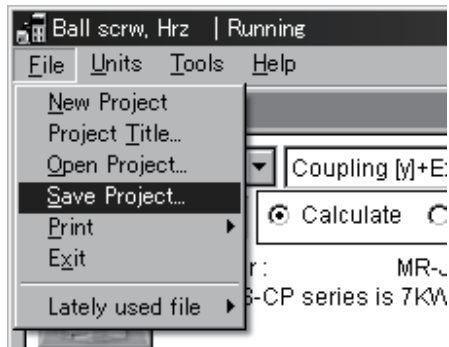 Ball scrw, Hrz | Running
File Units Tools Help
New Project
Project Title...
Open Project...
Coupling [y]+E
Save Project...
Calculate
Print
Exit
MR-J
-CP series is 7KW
Lately used file